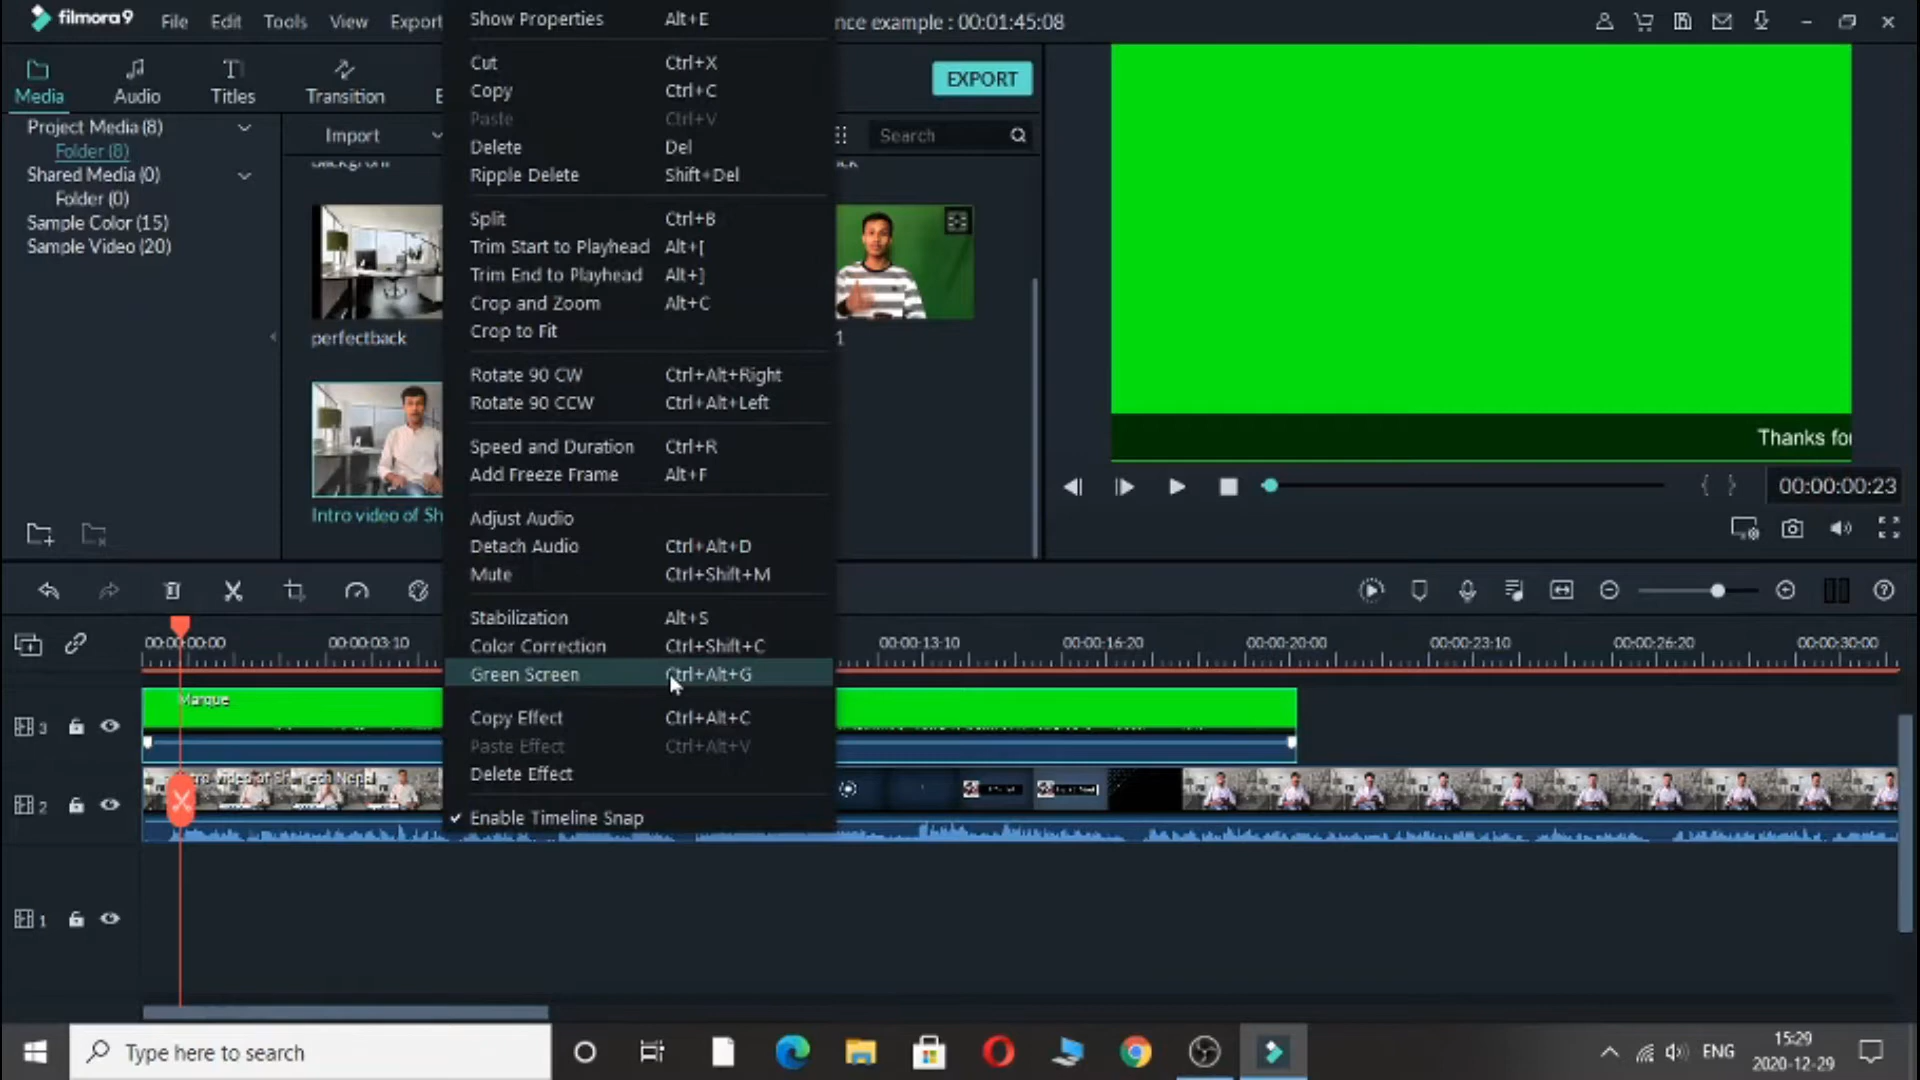 filmora9
File
Edit
Tools
View
Export
nce example : 00:01:45:08
Media
Audio
Titles
Transition
E
EXPORT
Project Media (8)
Folder (8)
Shared Media (0)
Folder (0)
Sample Color (15)
Sample Video (20)
Import
Search
perfectback
1
Intro video of Sh
Show Properties Alt+E
Cut Ctrl+X
Copy Ctrl+C
Paste Ctrl+V
Delete Del
Ripple Delete Shift+Del
Split Ctrl+B
Trim Start to Playhead Alt+[
Trim End to Playhead Alt+]
Crop and Zoom Alt+C
Crop to Fit
Rotate 90 CW Ctrl+Alt+Right
Rotate 90 CCW Ctrl+Alt+Left
Speed and Duration Ctrl+R
Add Freeze Frame Alt+F
Adjust Audio
Detach Audio Ctrl+Alt+D
Mute Ctrl+Shift+M
Stabilization Alt+S
Color Correction Ctrl+Shift+C
Green Screen Ctrl+Alt+G
Copy Effect Ctrl+Alt+C
Paste Effect Ctrl+Alt+V
Delete Effect
Enable Timeline Snap
Thanks for
00:00:00:23
00:00:00:00
00:00:03:10
00:00:13:10
00:00:16:20
00:00:20:00
00:00:23:10
00:00:26:20
00:00:30:00
3
Marque
2
1
Type here to search
ENG
15:29
2020-12-29